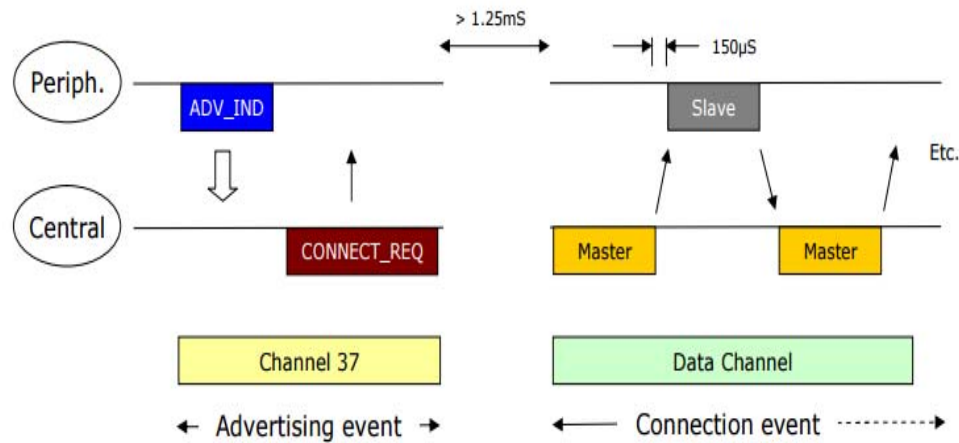 > 1.25mS
150µS
Periph.
ADV_IND
Slave
Etc.
Central
CONNECT_REQ
Master
Master
Channel 37
Data Channel
Advertising event
Connection event